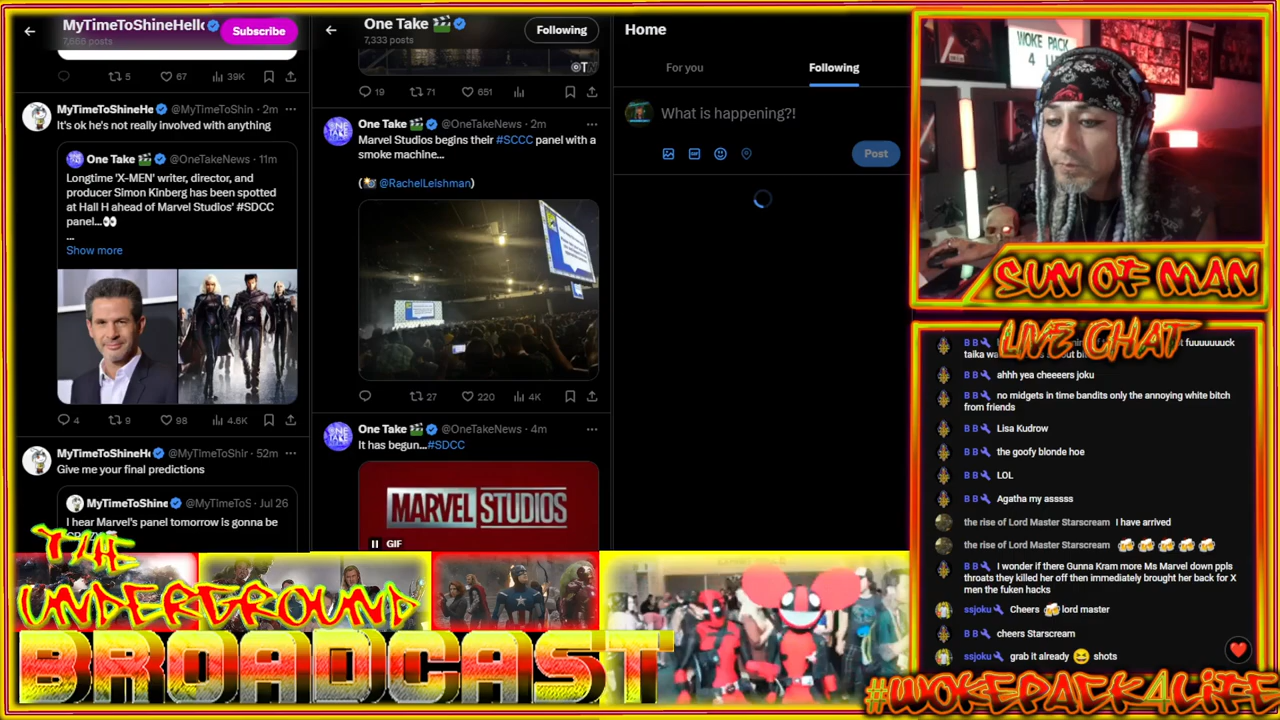 MyTimeToShineHell
Subscribe
7,666 posts
5
67
39K
MyTimeToShineHe @MyTimeToShin · 2m
It's ok he's not really involved with anything
One Take @OneTakeNews · 11m
Longtime 'X-MEN' writer, director, and
producer Simon Kinberg has been spotted
at Hall H ahead of Marvel Studios' #SDCC
panel...👀
...
Show more
4
9
98
4.6K
MyTimeToShineHe @MyTimeToShir · 52m
Give me your final predictions
MyTimeToShine @MyTimeToS · Jul 26
I hear Marvel's panel tomorrow is gonna be
One Take 🎬
Following
7,333 posts
19
71
651
One Take 🎬 @OneTakeNews · 2m
Marvel Studios begins their #SCCC panel with a
smoke machine...
(📸 @RachelLeishman)
27
220
4K
One Take 🎬 @OneTakeNews · 4m
It has begun...#SDCC
MARVEL STUDIOS
GIF
Home
For you
Following
What is happening?!
Post
WOKE PACK
4
SUN OF MAN
LIVE CHAT
fuuuuuuck
taika
B B ahhh yea cheeeers joku
B B no midgets in time bandits only the annoying white bitch
from friends
B B Lisa Kudrow
B B the goofy blonde hoe
B B LOL
B B Agatha my asssss
the rise of Lord Master Starscream I have arrived
the rise of Lord Master Starscream 🍻 🍻 🍻 🍻 🍻
B B I wonder if there Gunna Kram more Ms Marvel down ppls
throats they killed her off then immediately brought her back for X
men the fuken hacks
ssjoku Cheers 🍻 lord master
B B cheers Starscream
ssjoku grab it already 😆 shots
THE
UNDERGROUND
BROADCAST
#WOKEPACK4LIFE